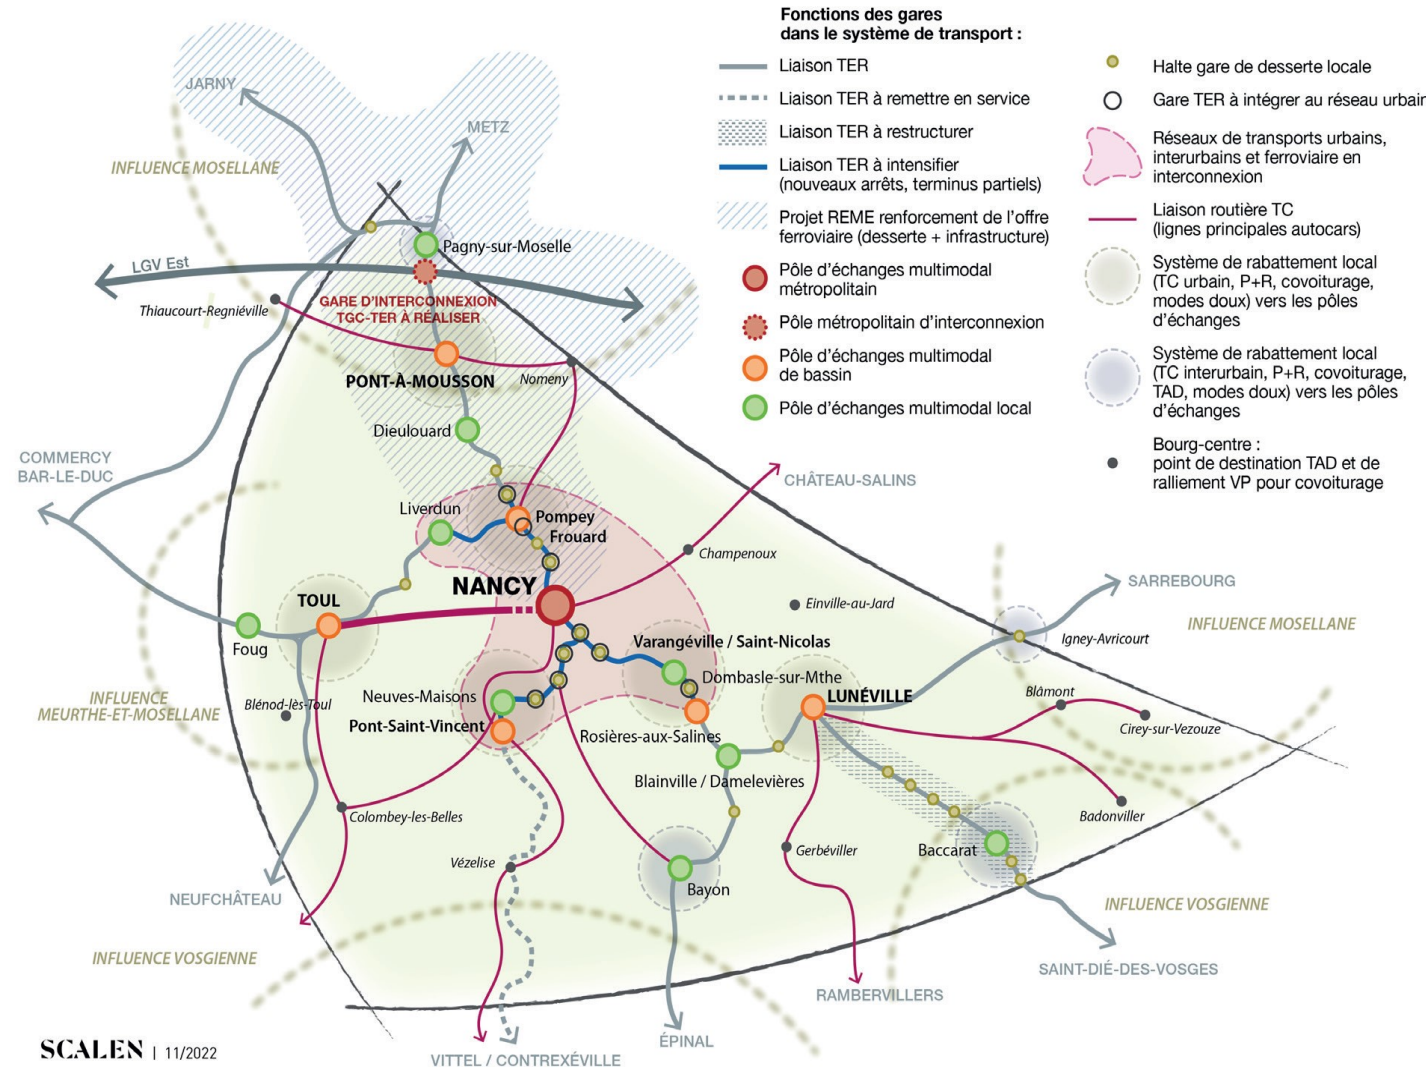 Fonctions des gares
dans le système de transport :
Liaison TER
Liaison TER à remettre en service
Liaison TER à restructurer
Liaison TER à intensifier
(nouveaux arrêts, terminus partiels)
Projet REME renforcement de l'offre
ferroviaire (desserte + infrastructure)
Pôle d'échanges multimodal
métropolitain
Pôle métropolitain d'interconnexion
Pôle d'échanges multimodal
de bassin
Pôle d'échanges multimodal local
Halte gare de desserte locale
Gare TER à intégrer au réseau urbain
Réseaux de transports urbains,
interurbains et ferroviaire en
interconnexion
Liaison routière TC
(lignes principales autocars)
Système de rabattement local
(TC urbain, P+R, covoiturage,
modes doux) vers les pôles
d'échanges
Système de rabattement local
(TC interurbain, P+R, covoiturage,
TAD, modes doux) vers les pôles
d'échanges
Bourg-centre :
point de destination TAD et de
ralliement VP pour covoiturage
JARNY
METZ
INFLUENCE MOSELLANE
Pagny-sur-Moselle
LGV Est
Thiaucourt-Regniéville
GARE D'INTERCONNEXION
TGC-TER À RÉALISER
PONT-À-MOUSSON
Nomeny
Dieulouard
COMMERCY
BAR-LE-DUC
CHÂTEAU-SALINS
Liverdun
Pompey
Frouard
Champenoux
NANCY
SARREBOURG
TOUL
Einville-au-Jard
INFLUENCE MOSELLANE
Foug
Varangéville / Saint-Nicolas
Igney-Avricourt
Dombasle-sur-Mthe
INFLUENCE
MEURTHE-ET-MOSELLANE
Blénod-lès-Toul
Neuves-Maisons
LUNÉVILLE
Blâmont
Pont-Saint-Vincent
Rosières-aux-Salines
Cirey-sur-Vezouze
Blainville / Damelevières
Colombey-les-Belles
Badonviller
Vézelise
Gerbéviller
Baccarat
Bayon
NEUFCHÂTEAU
INFLUENCE VOSGIENNE
INFLUENCE VOSGIENNE
SAINT-DIÉ-DES-VOSGES
RAMBERVILLERS
ÉPINAL
VITTEL / CONTREXÉVILLE
SCALEN | 11/2022